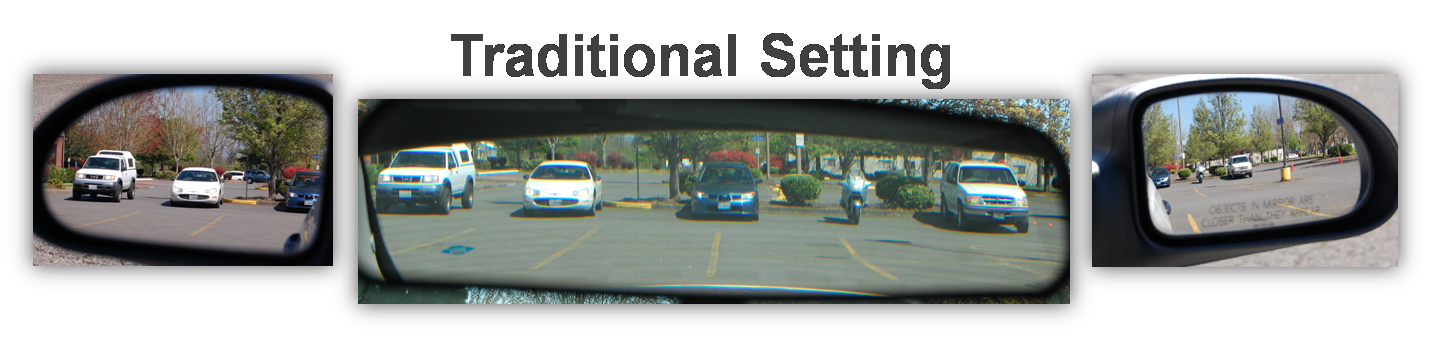 Traditional Setting
OBJECTS IN MIRROR ARE
CLOSER THAN THEY APPEAR